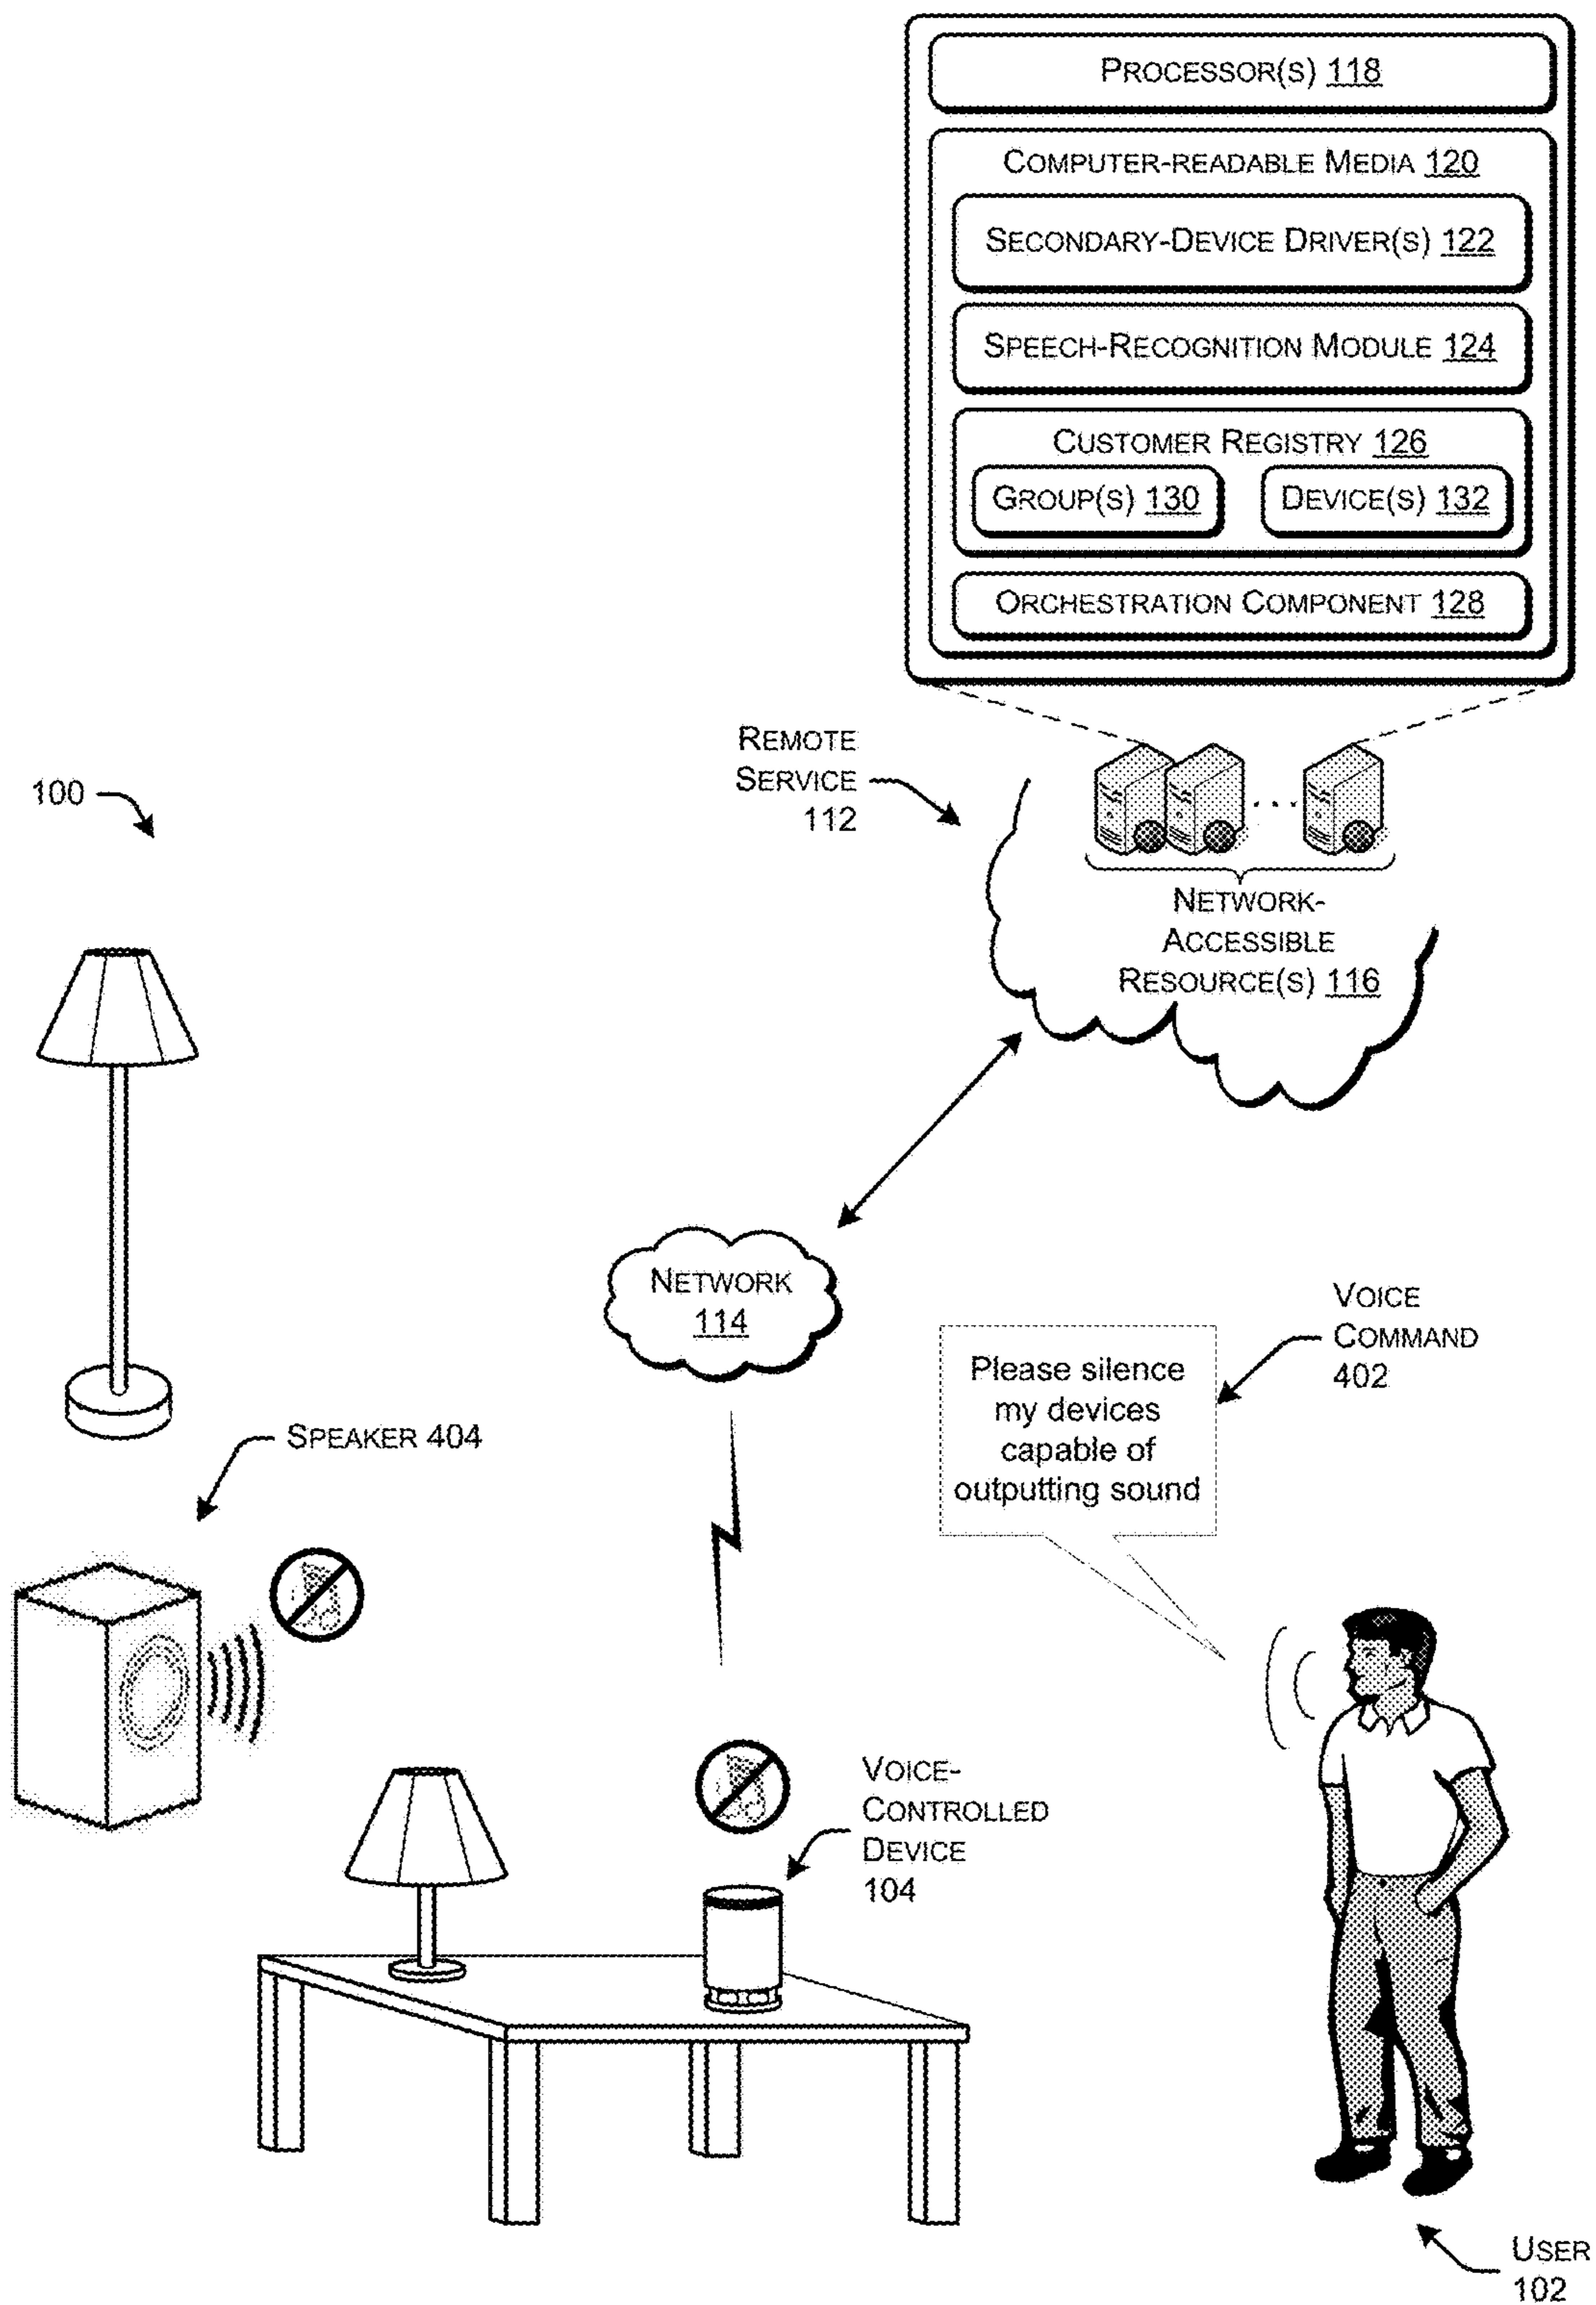 PROCESSOR(S) 118
COMPUTER-READABLE MEDIA 120
SECONDARY-DEVICE DRIVER(S) 122
SPEECH-RECOGNITION MODULE 124
CUSTOMER REGISTRY 126
GROUP(S) 130
DEVICE(S) 132
ORCHESTRATION COMPONENT 128
REMOTE
SERVICE
112
100
NETWORK-
ACCESSIBLE
RESOURCE(S) 116
NETWORK
114
VOICE
COMMAND
402
Please silence
my devices
capable of
outputting sound
SPEAKER 404
VOICE-
CONTROLLED
DEVICE
104
USER
102